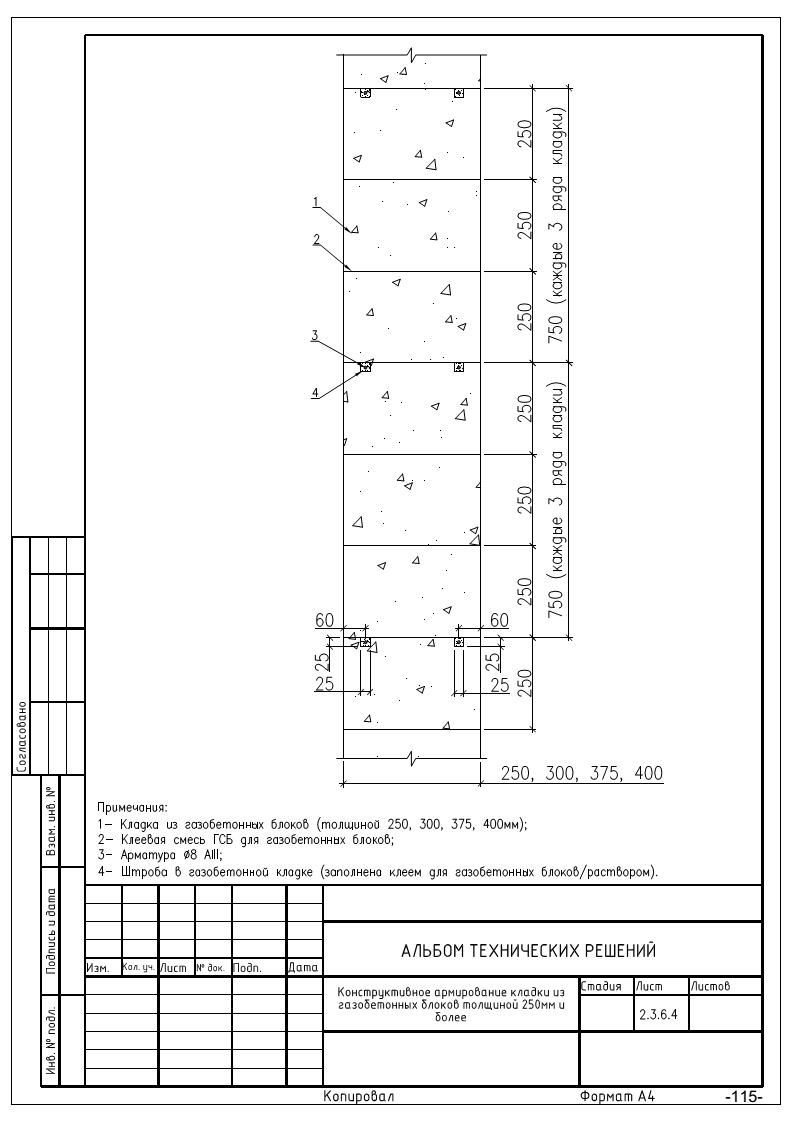 250
750 (каждые 3 ряда кладки)
250
1
2
250
3
4
250
750 (каждые 3 ряда кладки)
250
250
60
60
25
25
25
25
250
250, 300, 375, 400
Примечания:
1– Кладка из газобетонных блоков (толщиной 250, 300, 375, 400мм);
2– Клеевая смесь ГСБ для газобетонных блоков;
3– Арматура ⌀8 АIII;
4– Штроба в газобетонной кладке (заполнена клеем для газобетонных блоков/раствором).
Согласовано
Взам. инв. №
Подпись и дата
Инв. № подл.
Изм.
Кол. уч.
Лист
№ док.
Подп.
Дата
АЛЬБОМ ТЕХНИЧЕСКИХ РЕШЕНИЙ
Конструктивное армирование кладки из
газобетонных блоков толщиной 250мм и
более
Стадия
Лист
Листов
2.3.6.4
Копировал
Формат А4
-115-